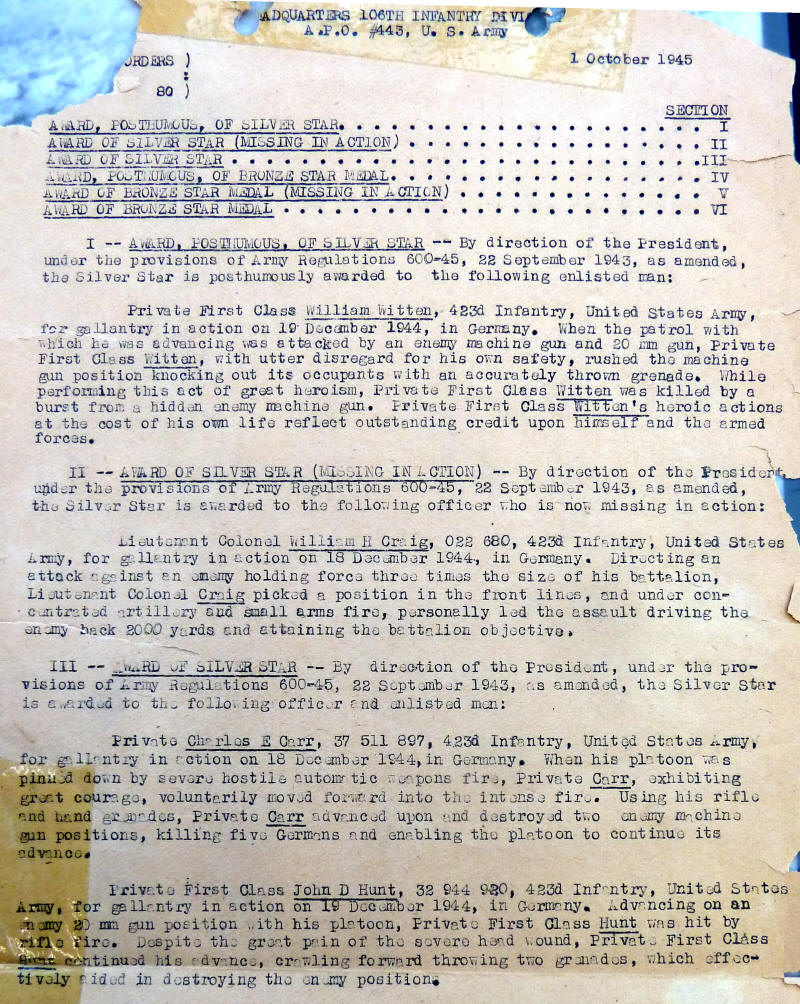 ADQUARTERS 106TH INFANTRY DIVI
A.P.O. #443, U. S. Army
ORDERS ) 1 October 1945
:
80 )
SECTION
AWARD, POSTHUMOUS, OF SILVER STAR. . . . . . . . . . . . . . . . . . . . . . I
AWARD OF SILVER STAR (MISSING IN ACTION) . . . . . . . . . . . . . . . . . . II
AWARD OF SILVER STAR . . . . . . . . . . . . . . . . . . . . . . . . . . . .III
AWARD, POSTHUMOUS, OF BRONZE STAR MEDAL. . . . . . . . . . . . . . . . . . . IV
AWARD OF BRONZE STAR MEDAL (MISSING IN ACTION) . . . . . . . . . . . . . . . V
AWARD OF BRONZE STAR MEDAL . . . . . . . . . . . . . . . . . . . . . . . . . VI
I -- AWARD, POSTHUMOUS, OF SILVER STAR -- By direction of the President,
under the provisions of Army Regulations 600-45, 22 September 1943, as amended,
the Silver Star is posthumously awarded to the following enlisted man:
Private First Class William Witten, 423d Infantry, United States Army,
for gallantry in action on 19 December 1944, in Germany. When the patrol with
which he was advancing was attacked by an enemy machine gun and 20 mm gun, Private
First Class Witten, with utter disregard for his own safety, rushed the machine
gun position knocking out its occupants with an accurately thrown grenade. While
performing this act of great heroism, Private First Class Witten was killed by a
burst from a hidden enemy machine gun. Private First Class Witten's heroic actions
at the cost of his own life reflect outstanding credit upon himself and the armed
forces.
II -- AWARD OF SILVER STAR (MISSING IN ACTION) -- By direction of the President,
under the provisions of Army Regulations 600-45, 22 September 1943, as amended,
the Silver Star is awarded to the following officer who is now missing in action:
Lieutenant Colonel William H Craig, 022 680, 423d Infantry, United States
Army, for gallantry in action on 18 December 1944, in Germany. Directing an
attack against an enemy holding force three times the size of his battalion,
Lieutenant Colonel Craig picked a position in the front lines, and under con-
centrated artillery and small arms fire, personally led the assault driving the
enemy back 2000 yards and attaining the battalion objective.
III -- AWARD OF SILVER STAR -- By direction of the President, under the pro-
visions of Army Regulations 600-45, 22 September 1943, as amended, the Silver Star
is awarded to the following officer and enlisted men:
Private Charles E Carr, 37 511 897, 423d Infantry, United States Army,
for gallantry in action on 18 December 1944, in Germany. When his platoon was
pinned down by severe hostile automatic weapons fire, Private Carr, exhibiting
great courage, voluntarily moved forward into the intense fire. Using his rifle
and hand grenades, Private Carr advanced upon and destroyed two enemy machine
gun positions, killing five Germans and enabling the platoon to continue its
advance.
Private First Class John D Hunt, 32 944 920, 423d Infantry, United States
Army, for gallantry in action on 19 December 1944, in Germany. Advancing on an
enemy 20 mm gun position with his platoon, Private First Class Hunt was hit by
rifle fire. Despite the great pain of the severe head wound, Private First Class
Hunt continued his advance, crawling forward throwing two grenades, which effec-
tively aided in destroying the enemy position.